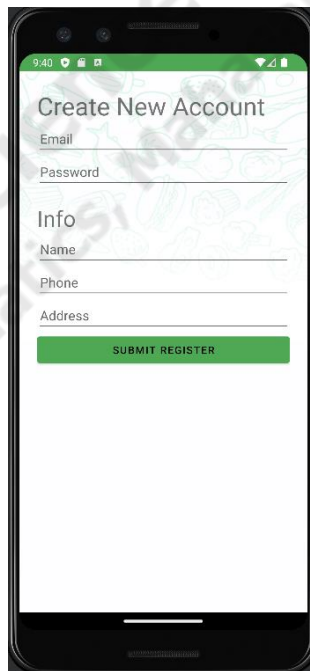 9:40
Create New Account
Email
Password
Info
Name
Phone
Address
SUBMIT REGISTER